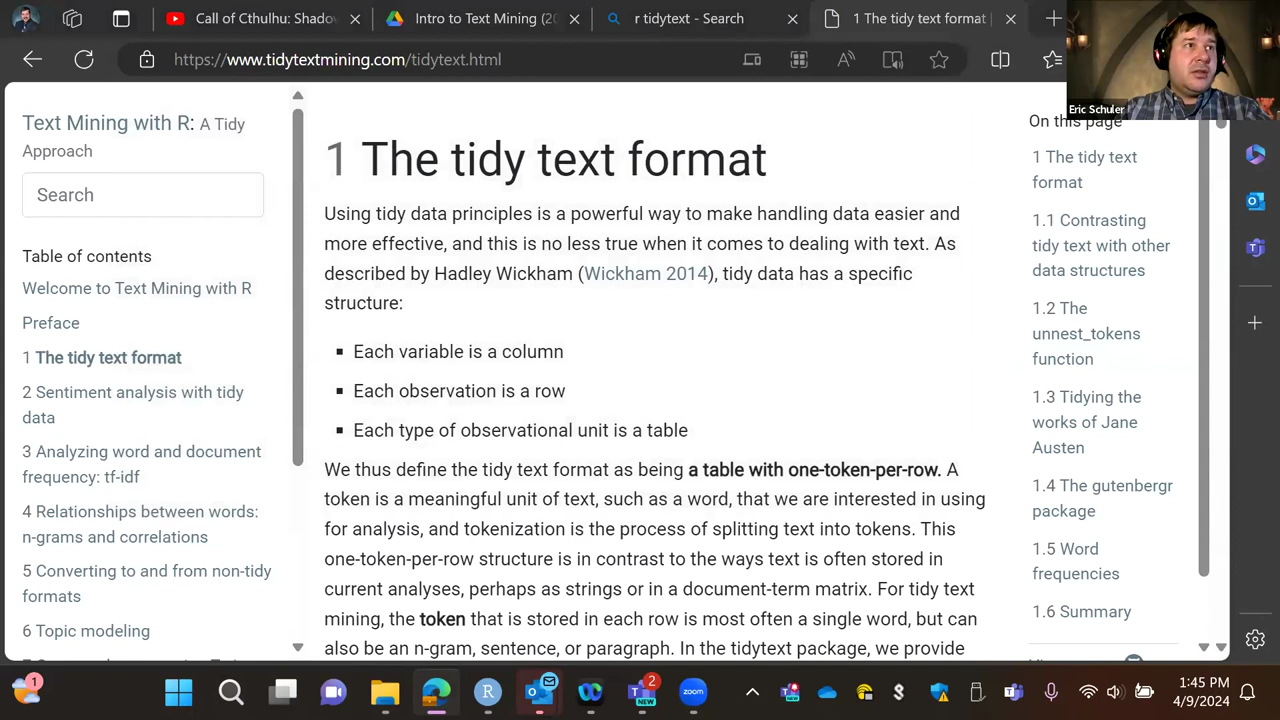 Call of Cthulhu: Shado
Intro to Text Mining (20
r tidytext - Search
1 The tidy text format
https://www.tidytextmining.com/tidytext.html
Eric Schuler
Text Mining with R: A Tidy
Approach
Search
Table of contents
Welcome to Text Mining with R
Preface
1 The tidy text format
2 Sentiment analysis with tidy
data
3 Analyzing word and document
frequency: tf-idf
4 Relationships between words:
n-grams and correlations
5 Converting to and from non-tidy
formats
6 Topic modeling
1 The tidy text format
Using tidy data principles is a powerful way to make handling data easier and
more effective, and this is no less true when it comes to dealing with text. As
described by Hadley Wickham (Wickham 2014), tidy data has a specific
structure:
▪ Each variable is a column
▪ Each observation is a row
▪ Each type of observational unit is a table
We thus define the tidy text format as being a table with one-token-per-row. A
token is a meaningful unit of text, such as a word, that we are interested in using
for analysis, and tokenization is the process of splitting text into tokens. This
one-token-per-row structure is in contrast to the ways text is often stored in
current analyses, perhaps as strings or in a document-term matrix. For tidy text
mining, the token that is stored in each row is most often a single word, but can
also be an n-gram, sentence, or paragraph. In the tidytext package, we provide
On this page
1 The tidy text
format
1.1 Contrasting
tidy text with other
data structures
1.2 The
unnest_tokens
function
1.3 Tidying the
works of Jane
Austen
1.4 The gutenbergr
package
1.5 Word
frequencies
1.6 Summary
1
R
2
NEW
zoom
1:45 PM
4/9/2024